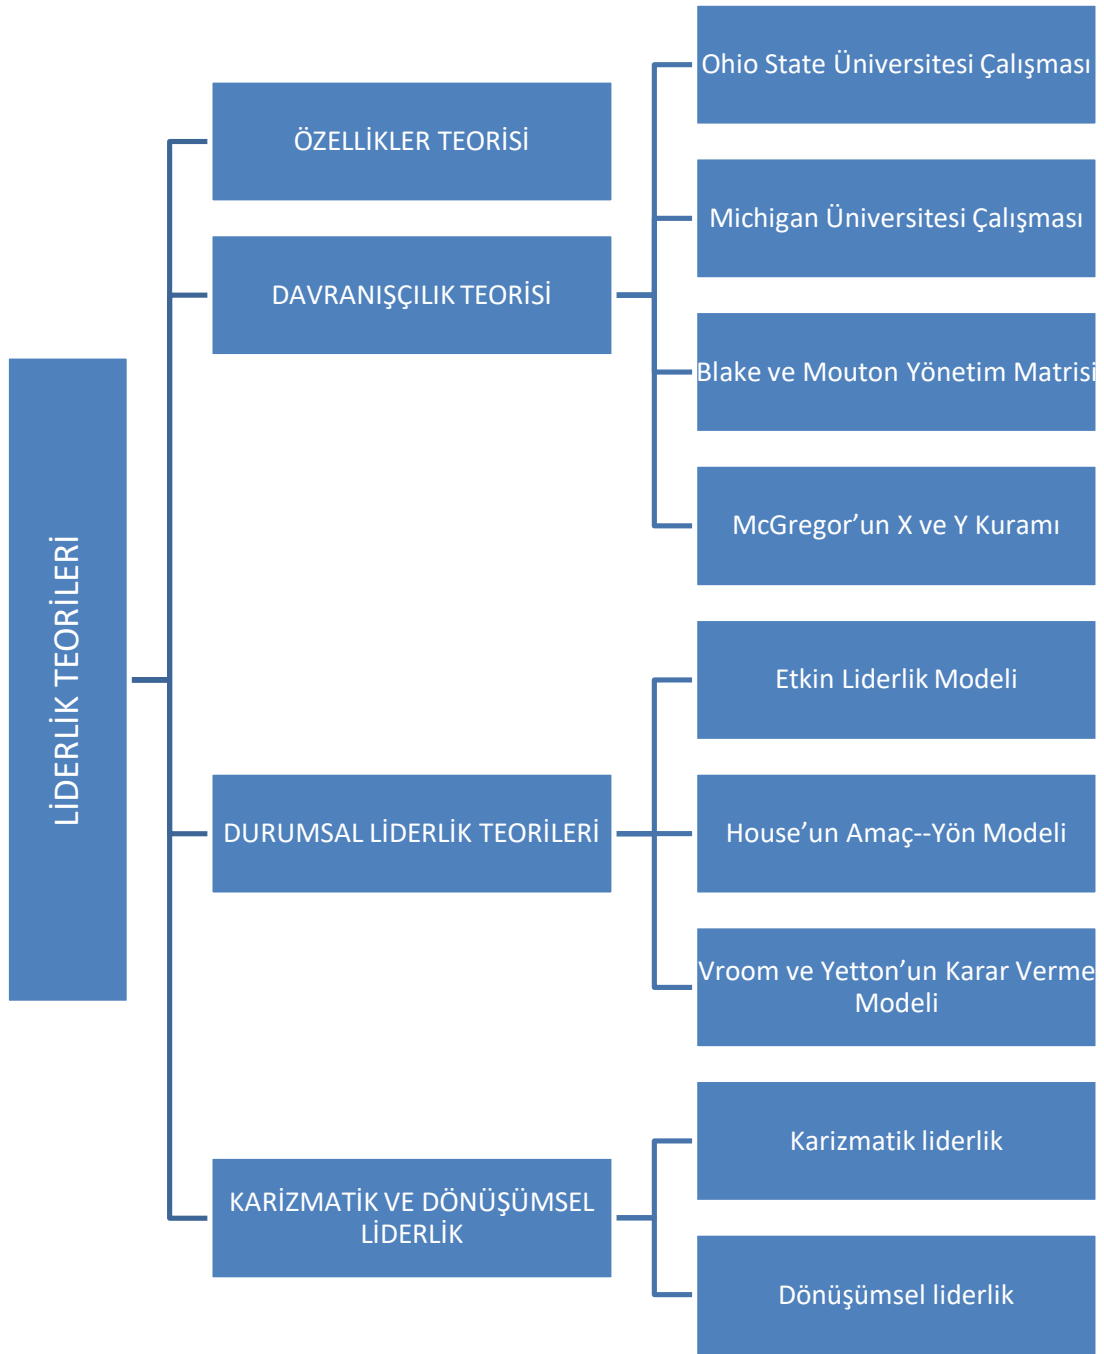 LİDERLİK TEORİLERİ
ÖZELLİKLER TEORİSİ
DAVRANIŞÇILIK TEORİSİ
Ohio State Üniversitesi Çalışması
Michigan Üniversitesi Çalışması
Blake ve Mouton Yönetim Matrisi
McGregor’un X ve Y Kuramı
DURUMSAL LİDERLİK TEORİLERİ
Etkin Liderlik Modeli
House’un Amaç--Yön Modeli
Vroom ve Yetton’un Karar Verme
Modeli
KARİZMATİK VE DÖNÜŞÜMSEL
LİDERLİK
Karizmatik liderlik
Dönüşümsel liderlik